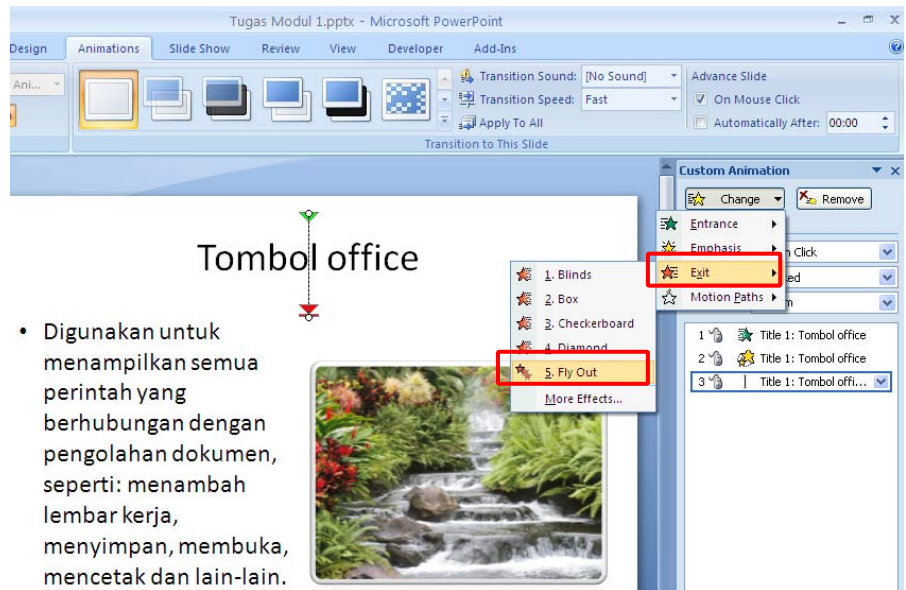 Tugas Modul 1.pptx - Microsoft PowerPoint
Design Animations Slide Show Review View Developer Add-Ins
Ani...
Transition Sound: [No Sound]
Transition Speed: Fast
Apply To All
Transition to This Slide
Advance Slide
On Mouse Click
Automatically After: 00:00
Custom Animation
Change Remove
Entrance
Emphasis
Exit
Motion Paths
Click
1. Blinds
2. Box
3. Checkerboard
4. Diamond
5. Fly Out
More Effects...
1 Title 1: Tombol office
2 Title 1: Tombol office
3 Title 1: Tombol offi...
Tombol office
• Digunakan untuk
menampilkan semua
perintah yang
berhubungan dengan
pengolahan dokumen,
seperti: menambah
lembar kerja,
menyimpan, membuka,
mencetak dan lain-lain.